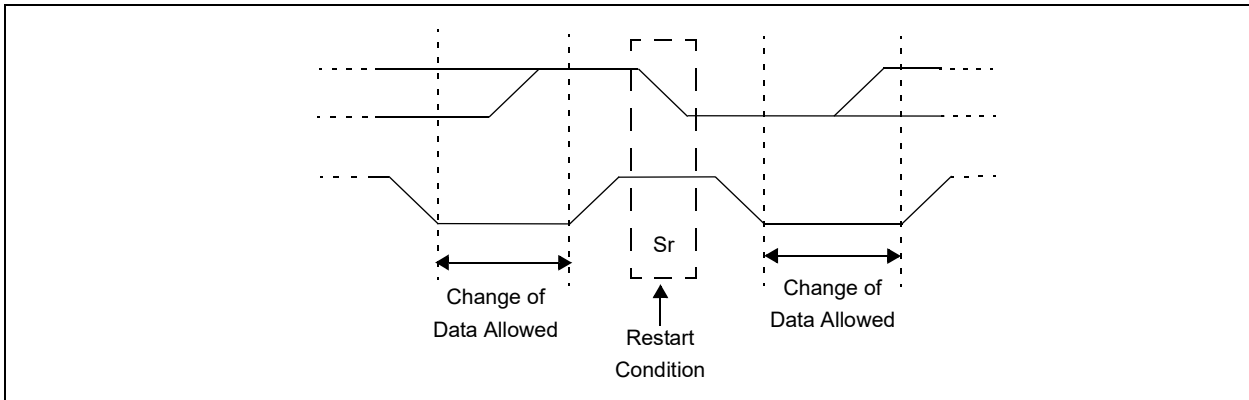 Sr
Change of
Data Allowed
Restart
Condition
Change of
Data Allowed